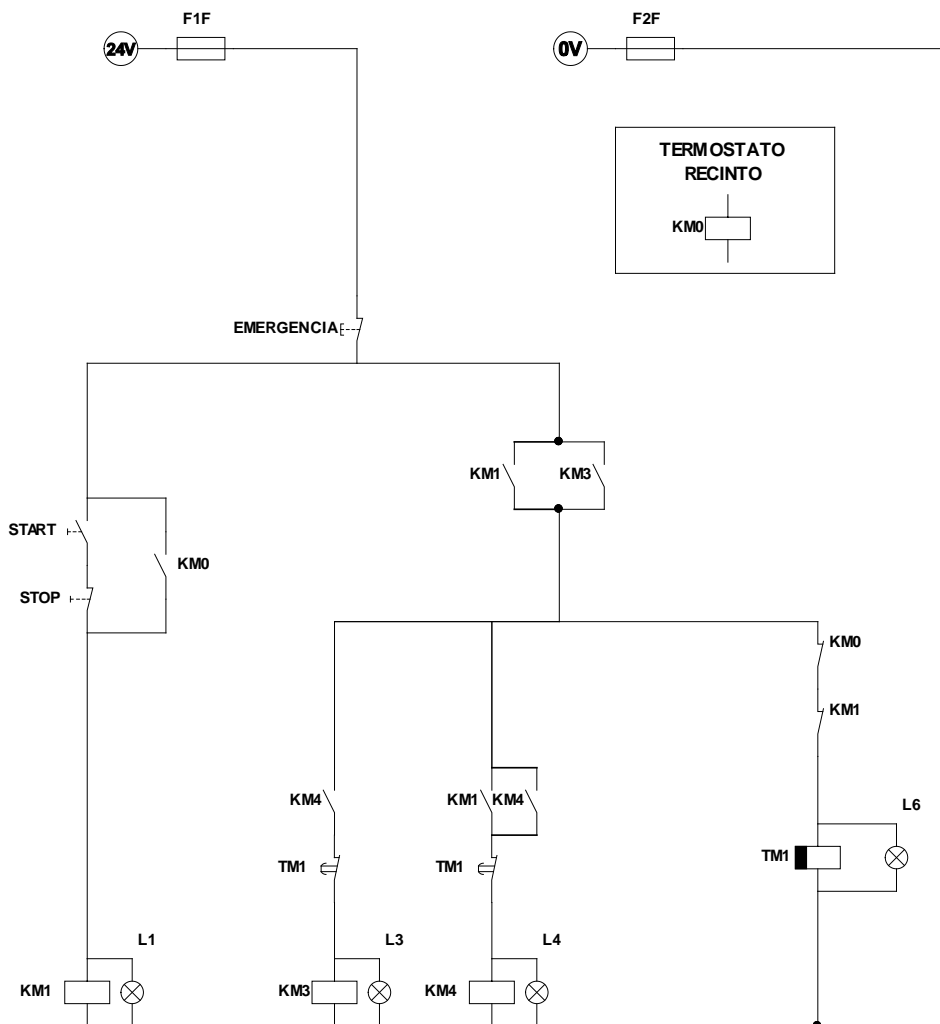 F1F
F2F
24V
0V
TERMOSTATO
RECINTO
KM0
EMERGENCIA
KM1
KM3
START
KM0
STOP
KM0
KM1
KM4
KM1
KM4
L6
TM1
TM1
TM1
L1
L3
L4
KM1
KM3
KM4